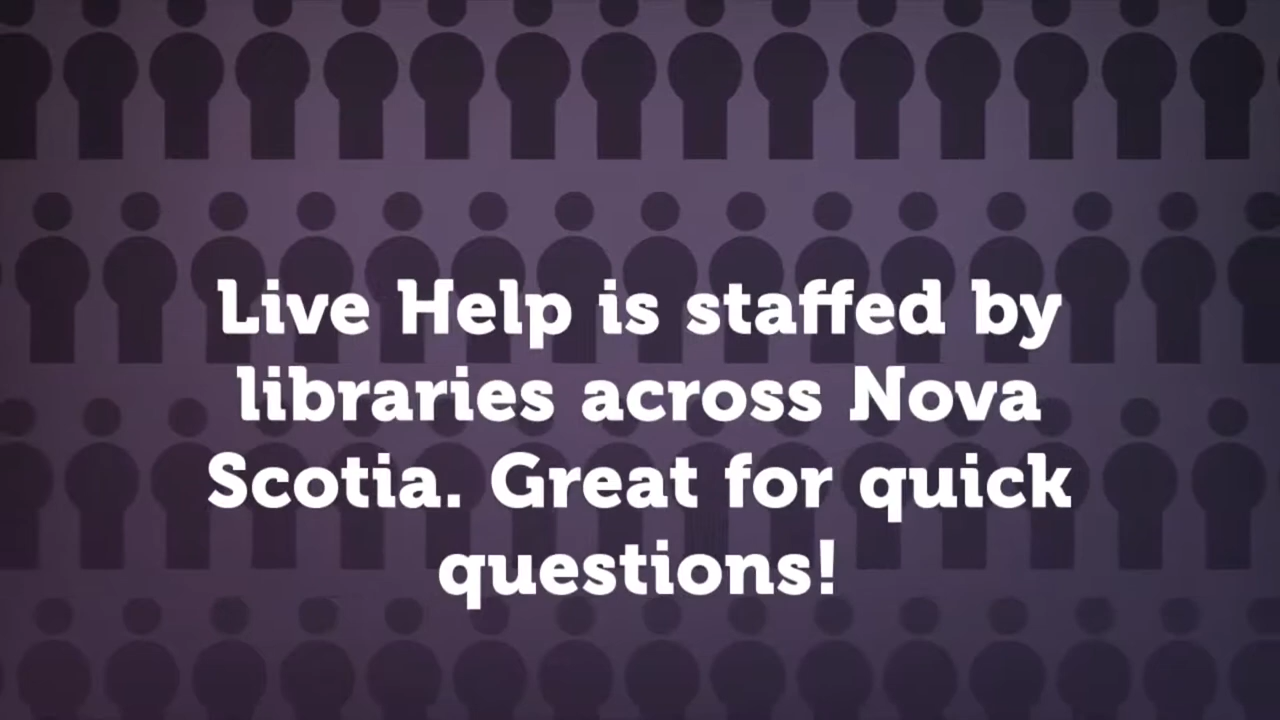 Live Help is staffed by
libraries across Nova
Scotia. Great for quick
questions!